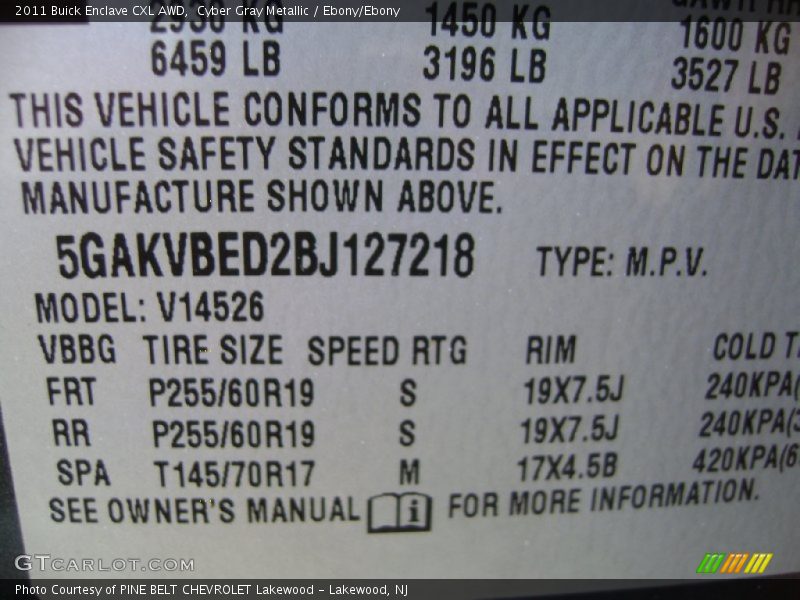 2011 Buick Enclave CXL AWD,  Cyber Gray Metallic / Ebony/Ebony
KG 1450 KG 1600 KG
6459 LB 3196 LB 3527 LB
THIS VEHICLE CONFORMS TO ALL APPLICABLE U.S.
VEHICLE SAFETY STANDARDS IN EFFECT ON THE
MANUFACTURE SHOWN ABOVE.
5GAKVBED2BJ127218 TYPE: M.P.V.
MODEL: V14526
VBBG TIRE SIZE SPEED RTG RIM COLD
FRT P255/60R19 S 19X7.5J 240KPA(
RR P255/60R19 S 19X7.5J 240KPA(
SPA T145/70R17 M 17X4.5B 420KPA(6
SEE OWNER'S MANUAL i FOR MORE INFORMATION.
GTCARLOT.COM
Photo Courtesy of PINE BELT CHEVROLET Lakewood - Lakewood, NJ